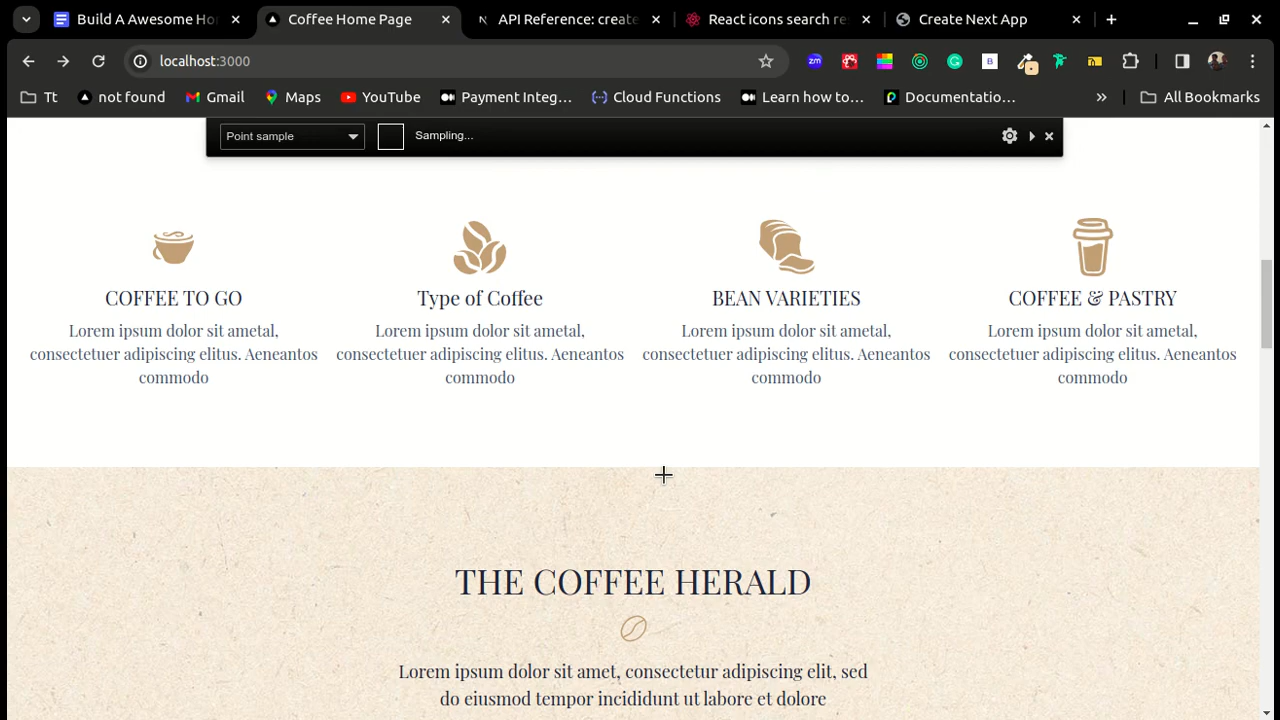 Build A Awesome Ho
Coffee Home Page
API Reference: create
React icons search re
Create Next App
localhost:3000
zm
G
B
Tt
not found
Gmail
Maps
YouTube
Payment Integ...
Cloud Functions
Learn how to...
Documentatio...
»
All Bookmarks
Point sample
Sampling...
COFFEE TO GO
Lorem ipsum dolor sit ametal,
consectetuer adipiscing elitus. Aeneantos
commodo
Type of Coffee
Lorem ipsum dolor sit ametal,
consectetuer adipiscing elitus. Aeneantos
commodo
BEAN VARIETIES
Lorem ipsum dolor sit ametal,
consectetuer adipiscing elitus. Aeneantos
commodo
COFFEE & PASTRY
Lorem ipsum dolor sit ametal,
consectetuer adipiscing elitus. Aeneantos
commodo
THE COFFEE HERALD
Lorem ipsum dolor sit amet, consectetur adipiscing elit, sed
do eiusmod tempor incididunt ut labore et dolore